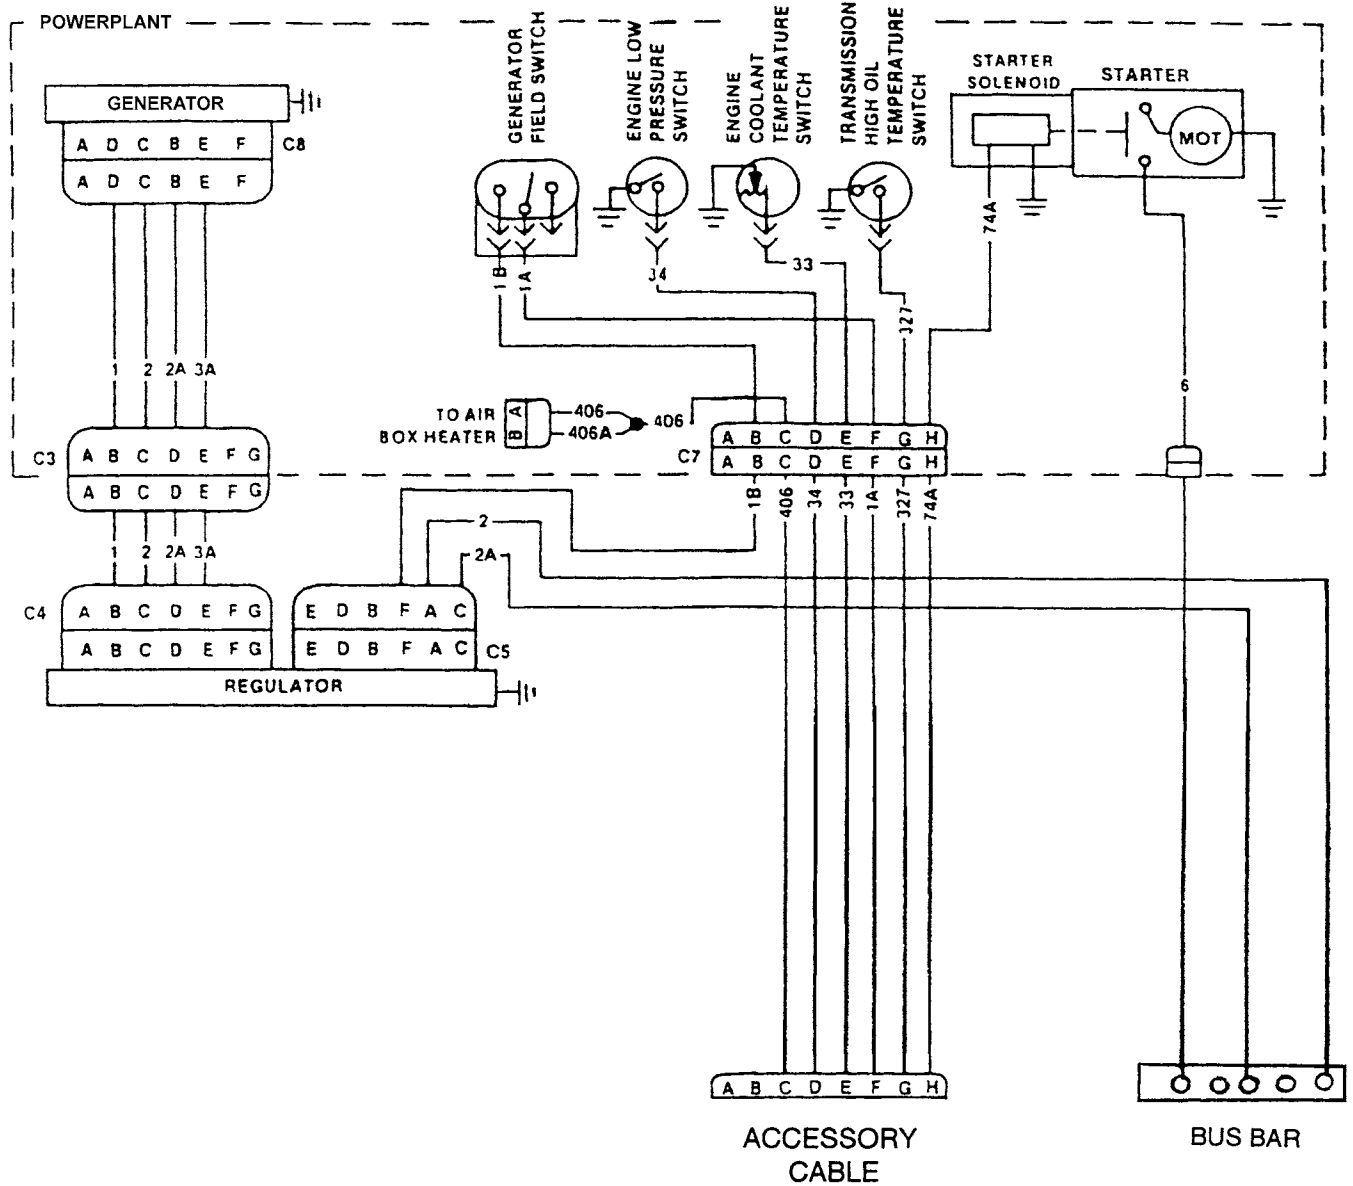 POWERPLANT
GENERATOR
A D C B E F C8
A D C B E F
GENERATOR
FIELD SWITCH
ENGINE LOW
PRESSURE
SWITCH
ENGINE
COOLANT
TEMPERATURE
SWITCH
TRANSMISSION
HIGH OIL
TEMPERATURE
SWITCH
STARTER
SOLENOID
STARTER
MOT
74A
1B
1A
34
33
327
6
1 2 2A 3A
TO AIR
BOX HEATER
A
B
406
406A
406
C3
A B C D E F G
A B C D E F G
C7
A B C D E F G H
A B C D E F G H
1B 406 34 33 1A 327 74A
1 2 2A 3A
2
2A
C4
A B C D E F G
A B C D E F G
E D B F A C
E D B F A C C5
REGULATOR
A B C D E F G H
ACCESSORY
CABLE
BUS BAR